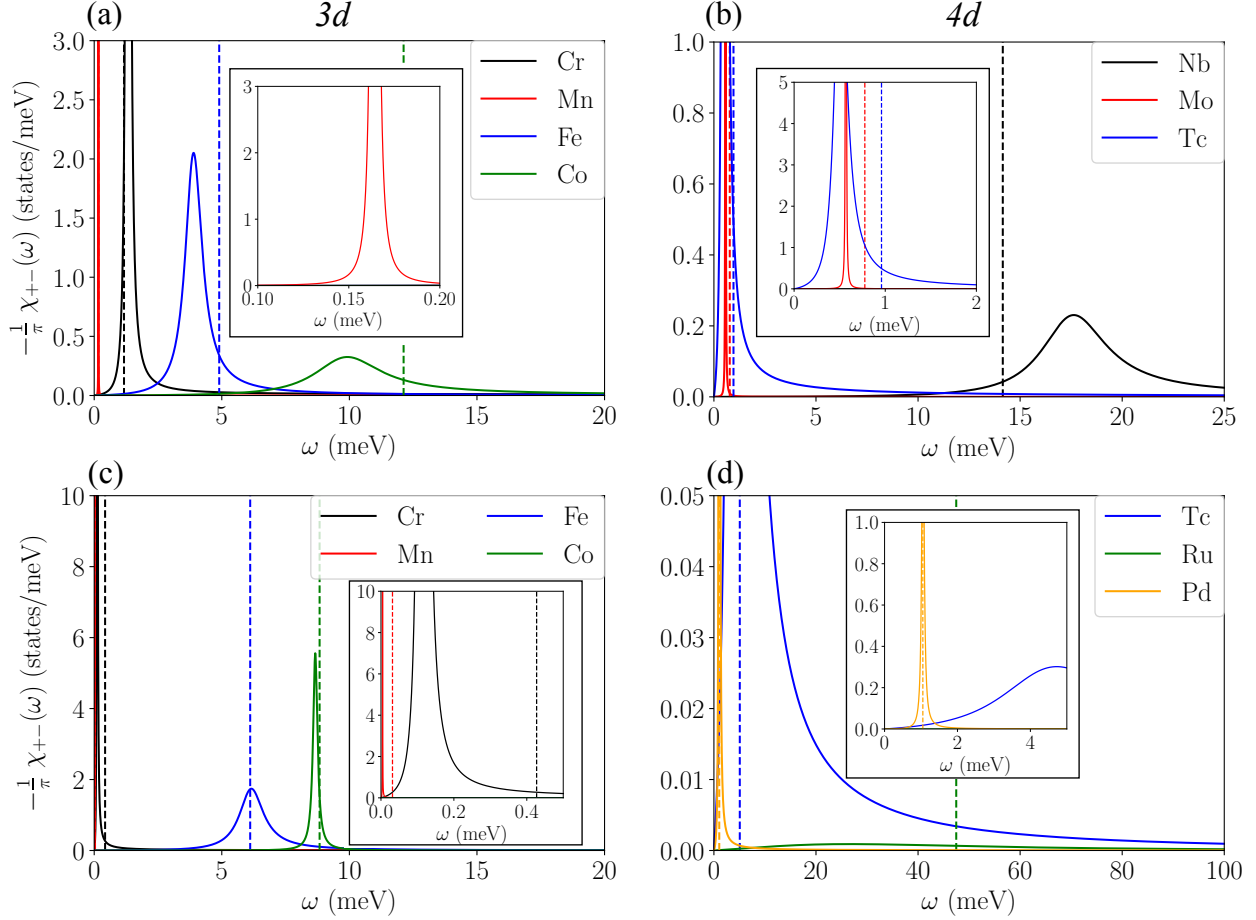 (a) 3d
3.0
2.5
2.0
1.5
1.0
0.5
0.0
0 5 10 15 20
ω (meV)
−1/π χ+−(ω) (states/meV)
Cr
Mn
Fe
Co
3
2
1
0
0.10 0.15 0.20
ω (meV)
(b) 4d
1.0
0.8
0.6
0.4
0.2
0.0
0 5 10 15 20 25
ω (meV)
Nb
Mo
Tc
5
4
3
2
1
0
0 1 2
ω (meV)
(c)
10
8
6
4
2
0
0 5 10 15 20
ω (meV)
−1/π χ+−(ω) (states/meV)
Cr Fe
Mn Co
10
8
6
4
2
0
0.0 0.2 0.4
ω (meV)
(d)
0.05
0.04
0.03
0.02
0.01
0.00
0 20 40 60 80 100
ω (meV)
Tc
Ru
Pd
1.0
0.8
0.6
0.4
0.2
0.0
0 2 4
ω (meV)